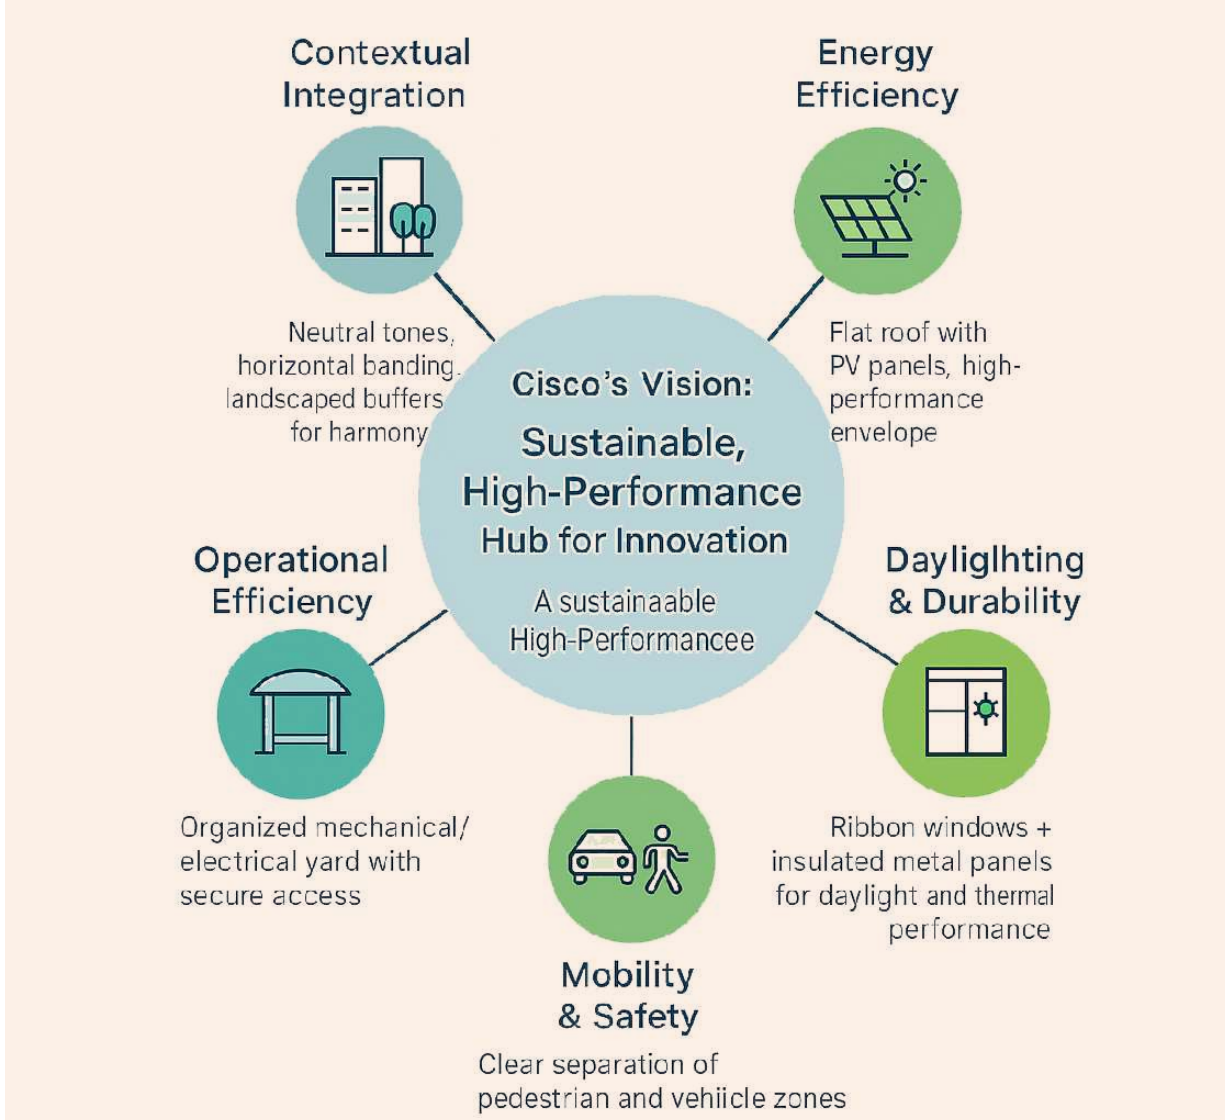 Contextual
Integration
Neutral tones,
horizontal banding.
landscaped buffers
for harmony
Energy
Efficiency
Flat roof with
PV panels, high-
performance
envelope
Cisco's Vision:
Sustainable,
High-Performance
Hub for Innovation
A sustainaable
High-Performancee
Operational
Efficiency
Organized mechanical/
electrical yard with
secure access
Dayliglhting
& Durability
Ribbon windows +
insulated metal panels
for daylight and thermal
performance
Mobility
& Safety
Clear separation of
pedestrian and vehiicle zones